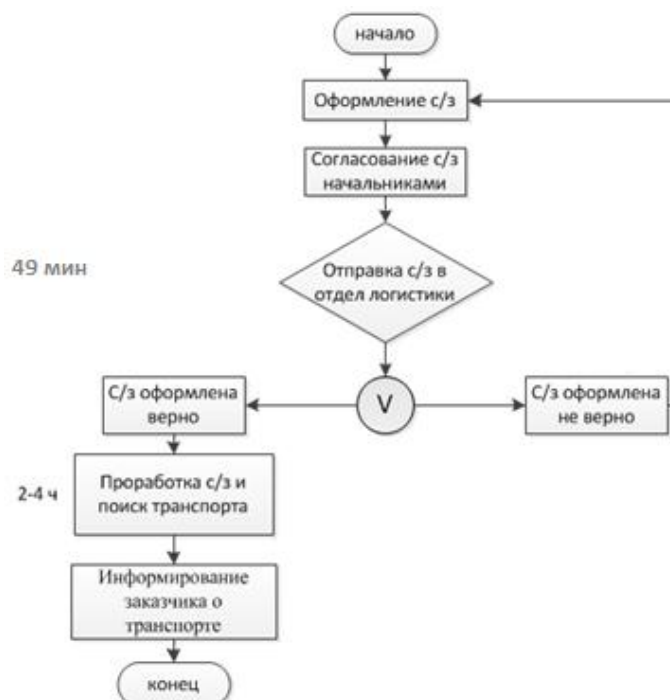 начало
Оформление с/з
Согласование с/з
начальниками
49 мин
Отправка с/з в
отдел логистики
С/з оформлена
верно
V
С/з оформлена
не верно
2-4 ч
Проработка с/з и
поиск транспорта
Информирование
заказчика о
транспорте
конец